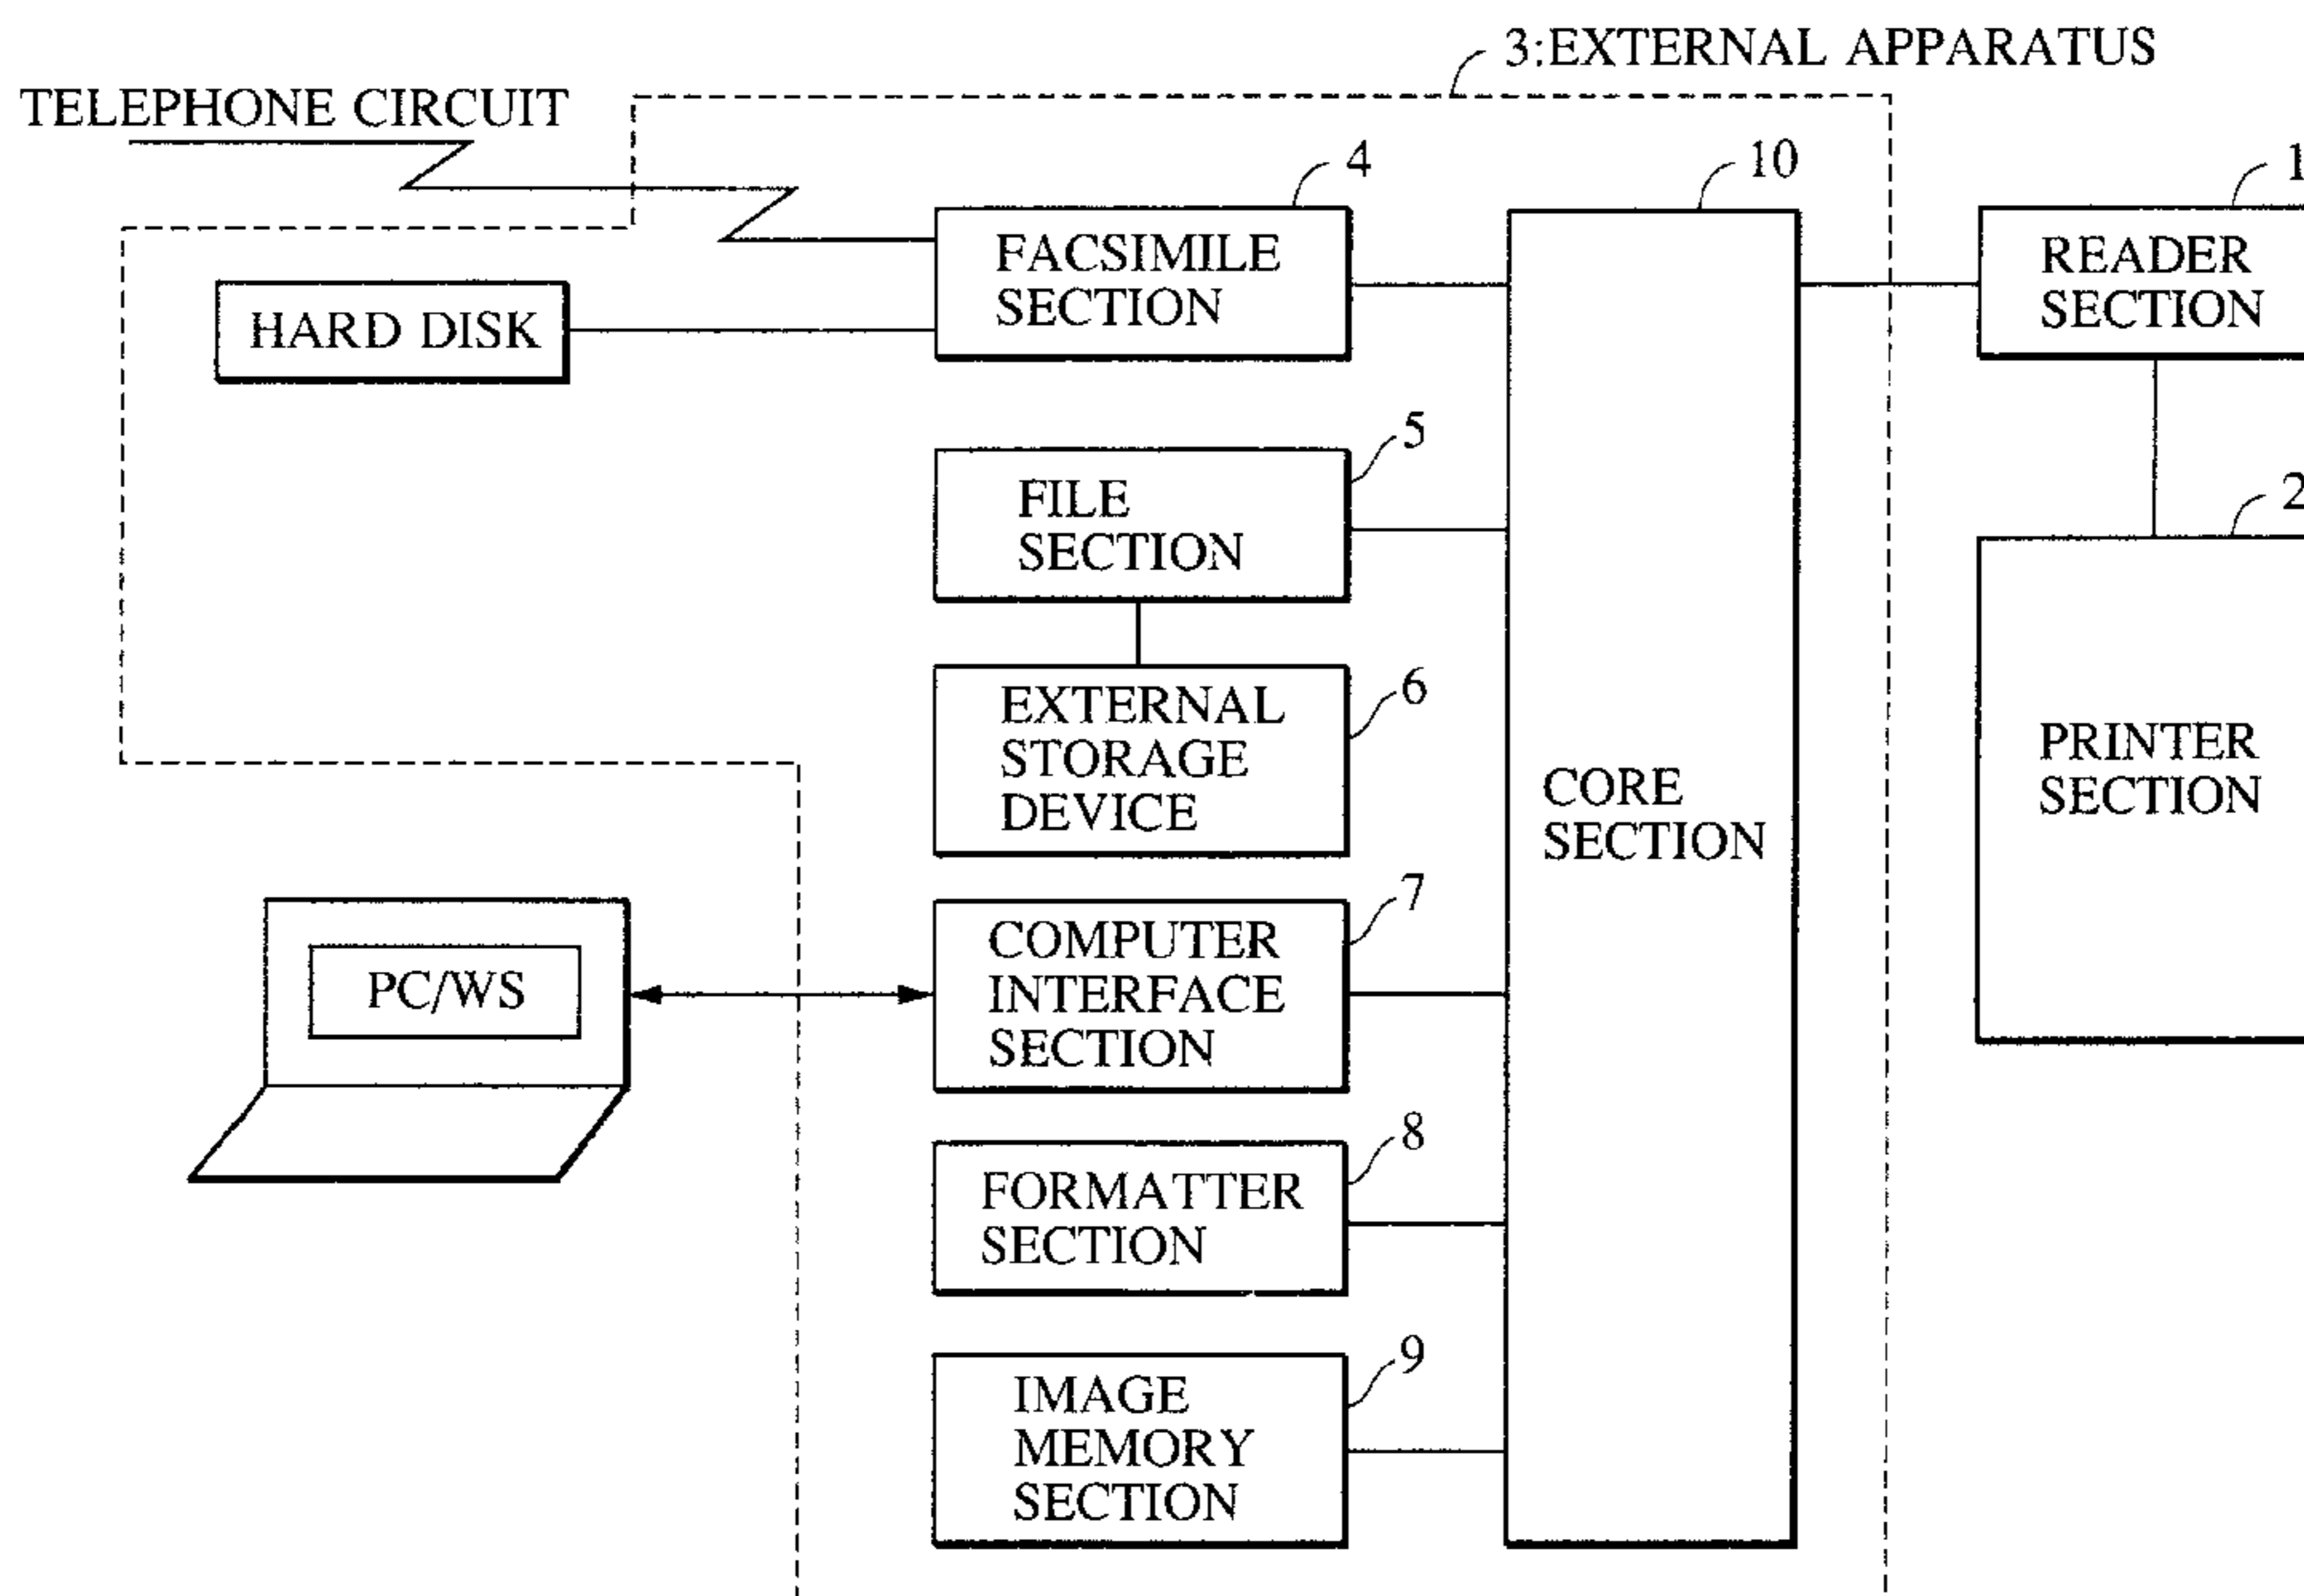 3:EXTERNAL APPARATUS
TELEPHONE CIRCUIT
4
10
1
FACSIMILE
SECTION
READER
SECTION
HARD DISK
5
FILE
SECTION
2
6
EXTERNAL
STORAGE
DEVICE
CORE
SECTION
PRINTER
SECTION
7
COMPUTER
INTERFACE
SECTION
PC/WS
8
FORMATTER
SECTION
9
IMAGE
MEMORY
SECTION